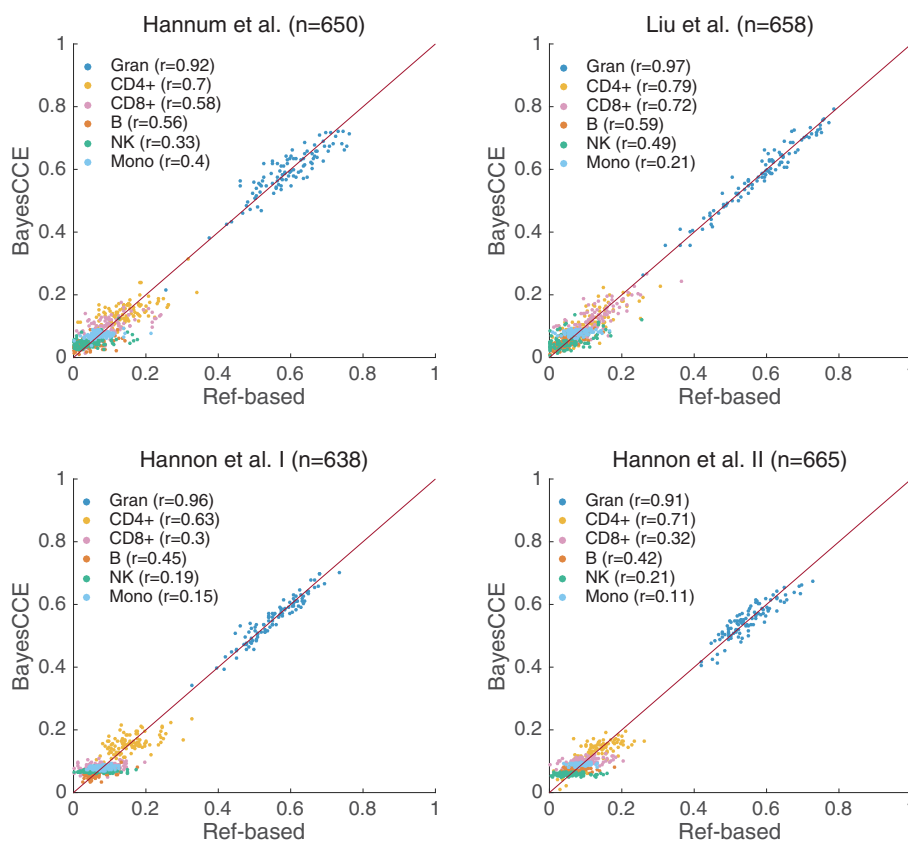 Hannum et al. (n=650)
1
0.8
0.6
0.4
0.2
0
BayesCCE
Gran (r=0.92)
CD4+ (r=0.7)
CD8+ (r=0.58)
B (r=0.56)
NK (r=0.33)
Mono (r=0.4)
0 0.2 0.4 0.6 0.8 1
Ref-based
Liu et al. (n=658)
1
0.8
0.6
0.4
0.2
0
BayesCCE
Gran (r=0.97)
CD4+ (r=0.79)
CD8+ (r=0.72)
B (r=0.59)
NK (r=0.49)
Mono (r=0.21)
0 0.2 0.4 0.6 0.8 1
Ref-based
Hannon et al. I (n=638)
1
0.8
0.6
0.4
0.2
0
BayesCCE
Gran (r=0.96)
CD4+ (r=0.63)
CD8+ (r=0.3)
B (r=0.45)
NK (r=0.19)
Mono (r=0.15)
0 0.2 0.4 0.6 0.8 1
Ref-based
Hannon et al. II (n=665)
1
0.8
0.6
0.4
0.2
0
BayesCCE
Gran (r=0.91)
CD4+ (r=0.71)
CD8+ (r=0.32)
B (r=0.42)
NK (r=0.21)
Mono (r=0.11)
0 0.2 0.4 0.6 0.8 1
Ref-based